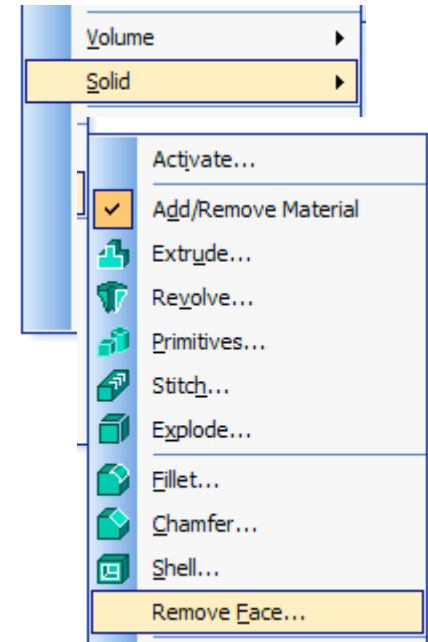 Volume
Solid
Activate...
Add/Remove Material
Extrude...
Revolve...
Primitives...
Stitch...
Explode...
Fillet...
Chamfer...
Shell...
Remove Face...